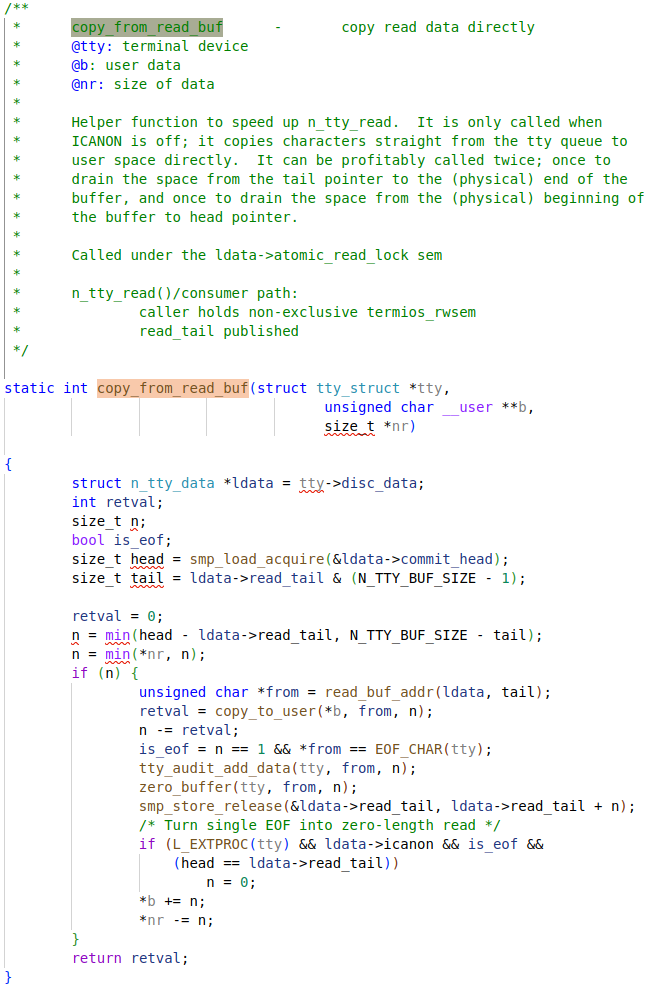 /**
 *	copy_from_read_buf	-	copy read data directly
 *	@tty: terminal device
 *	@b: user data
 *	@nr: size of data
 *
 *	Helper function to speed up n_tty_read.  It is only called when
 *	ICANON is off; it copies characters straight from the tty queue to
 *	user space directly.  It can be profitably called twice; once to
 *	drain the space from the tail pointer to the (physical) end of the
 *	buffer, and once to drain the space from the (physical) beginning of
 *	the buffer to head pointer.
 *
 *	Called under the ldata->atomic_read_lock sem
 *
 *	n_tty_read()/consumer path:
 *		caller holds non-exclusive termios_rwsem
 *		read_tail published
 */

static int copy_from_read_buf(struct tty_struct *tty,
				      unsigned char __user **b,
				      size_t *nr)

{
	struct n_tty_data *ldata = tty->disc_data;
	int retval;
	size_t n;
	bool is_eof;
	size_t head = smp_load_acquire(&ldata->commit_head);
	size_t tail = ldata->read_tail & (N_TTY_BUF_SIZE - 1);

	retval = 0;
	n = min(head - ldata->read_tail, N_TTY_BUF_SIZE - tail);
	n = min(*nr, n);
	if (n) {
		unsigned char *from = read_buf_addr(ldata, tail);
		retval = copy_to_user(*b, from, n);
		n -= retval;
		is_eof = n == 1 && *from == EOF_CHAR(tty);
		tty_audit_add_data(tty, from, n);
		zero_buffer(tty, from, n);
		smp_store_release(&ldata->read_tail, ldata->read_tail + n);
		/* Turn single EOF into zero-length read */
		if (L_EXTPROC(tty) && ldata->icanon && is_eof &&
		    (head == ldata->read_tail))
			n = 0;
		*b += n;
		*nr -= n;
	}
	return retval;
}